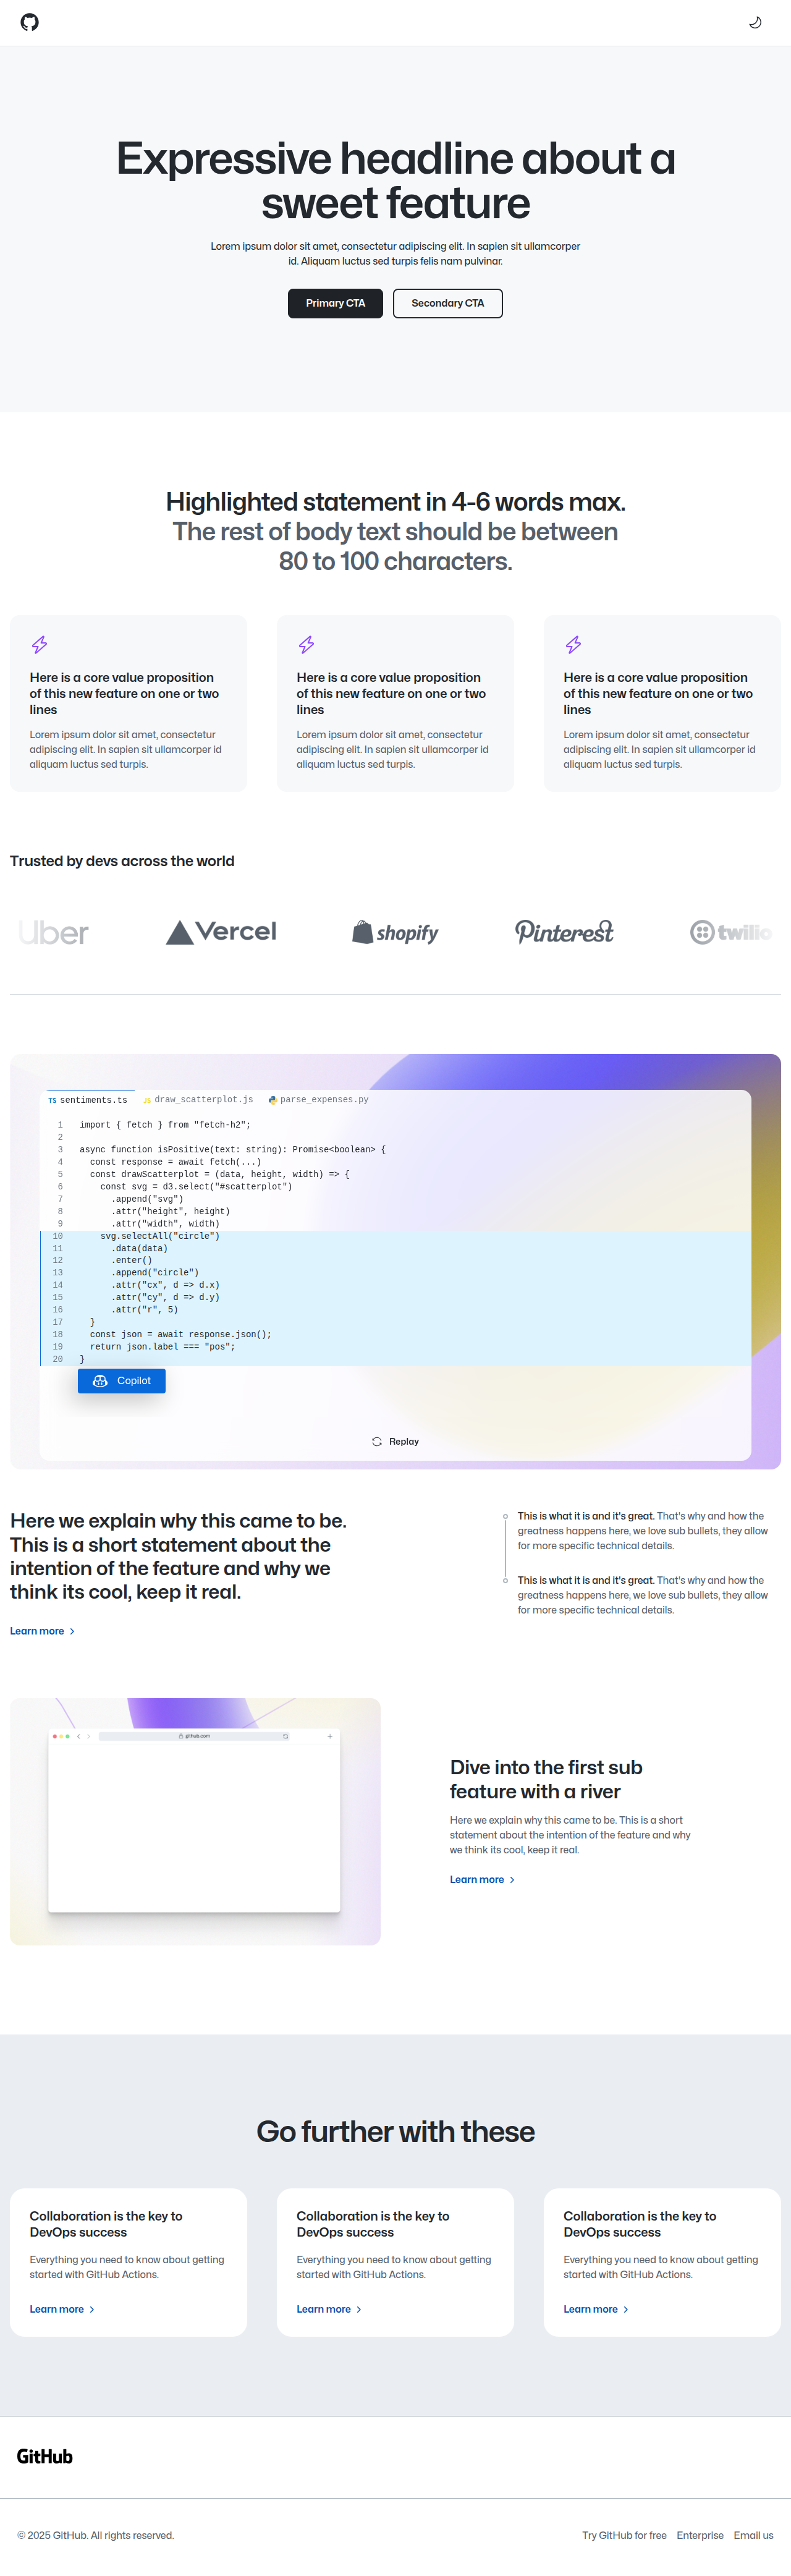 Expressive headline about a
sweet feature
Lorem ipsum dolor sit amet, consectetur adipiscing elit. In sapien sit ullamcorper
id. Aliquam luctus sed turpis felis nam pulvinar.
Primary CTA
Secondary CTA
Highlighted statement in 4-6 words max.
The rest of body text should be between
80 to 100 characters.
Here is a core value proposition
of this new feature on one or two
lines
Lorem ipsum dolor sit amet, consectetur
adipiscing elit. In sapien sit ullamcorper id
aliquam luctus sed turpis.
Here is a core value proposition
of this new feature on one or two
lines
Lorem ipsum dolor sit amet, consectetur
adipiscing elit. In sapien sit ullamcorper id
aliquam luctus sed turpis.
Here is a core value proposition
of this new feature on one or two
lines
Lorem ipsum dolor sit amet, consectetur
adipiscing elit. In sapien sit ullamcorper id
aliquam luctus sed turpis.
Trusted by devs across the world
Uber
Vercel
shopify
Pinterest
twilio
TS sentiments.ts
JS draw_scatterplot.js
parse_expenses.py
1 import { fetch } from "fetch-h2";
2
3 async function isPositive(text: string): Promise<boolean> {
4 const response = await fetch(...)
5 const drawScatterplot = (data, height, width) => {
6 const svg = d3.select("#scatterplot")
7 .append("svg")
8 .attr("height", height)
9 .attr("width", width)
10 svg.selectAll("circle")
11 .data(data)
12 .enter()
13 .append("circle")
14 .attr("cx", d => d.x)
15 .attr("cy", d => d.y)
16 .attr("r", 5)
17 }
18 const json = await response.json();
19 return json.label === "pos";
20 }
Copilot
Replay
Here we explain why this came to be.
This is a short statement about the
intention of the feature and why we
think its cool, keep it real.
Learn more
This is what it is and it's great. That's why and how the
greatness happens here, we love sub bullets, they allow
for more specific technical details.
This is what it is and it's great. That's why and how the
greatness happens here, we love sub bullets, they allow
for more specific technical details.
github.com
Dive into the first sub
feature with a river
Here we explain why this came to be. This is a short
statement about the intention of the feature and why
we think its cool, keep it real.
Learn more
Go further with these
Collaboration is the key to
DevOps success
Everything you need to know about getting
started with GitHub Actions.
Learn more
Collaboration is the key to
DevOps success
Everything you need to know about getting
started with GitHub Actions.
Learn more
Collaboration is the key to
DevOps success
Everything you need to know about getting
started with GitHub Actions.
Learn more
GitHub
© 2025 GitHub. All rights reserved.
Try GitHub for free
Enterprise
Email us